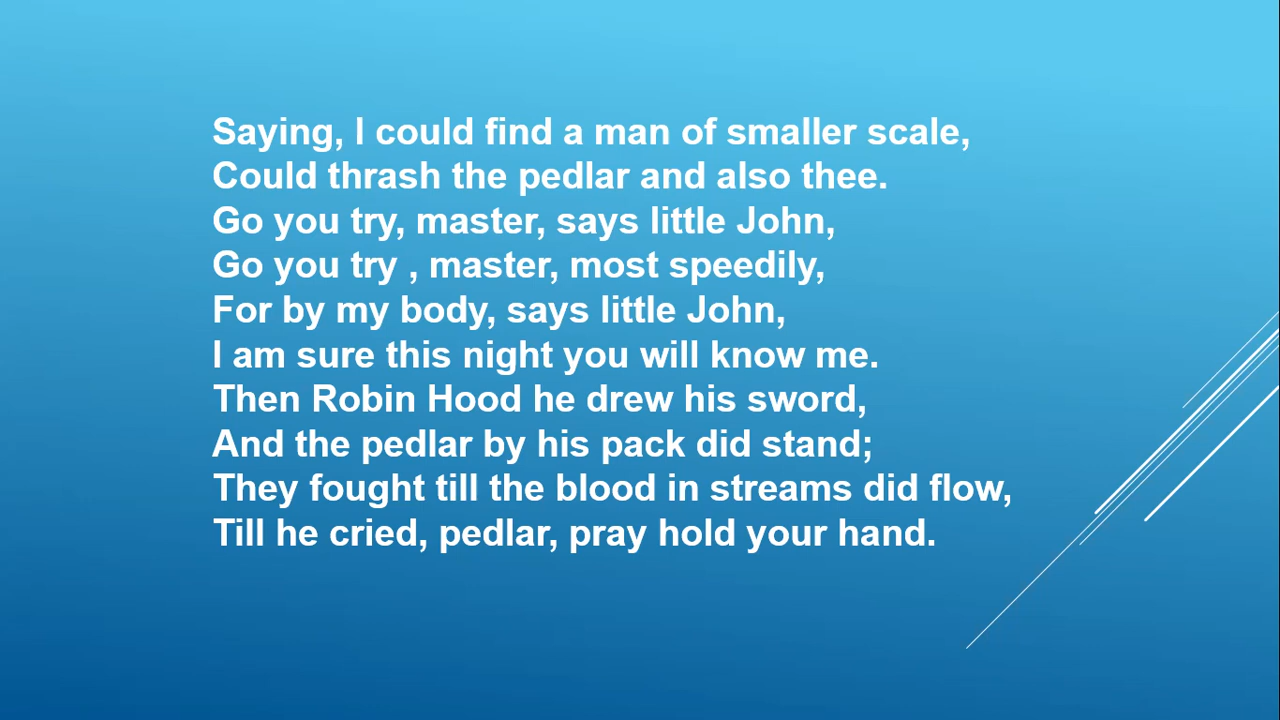 Saying, I could find a man of smaller scale,
Could thrash the pedlar and also thee.
Go you try, master, says little John,
Go you try , master, most speedily,
For by my body, says little John,
I am sure this night you will know me.
Then Robin Hood he drew his sword,
And the pedlar by his pack did stand;
They fought till the blood in streams did flow,
Till he cried, pedlar, pray hold your hand.